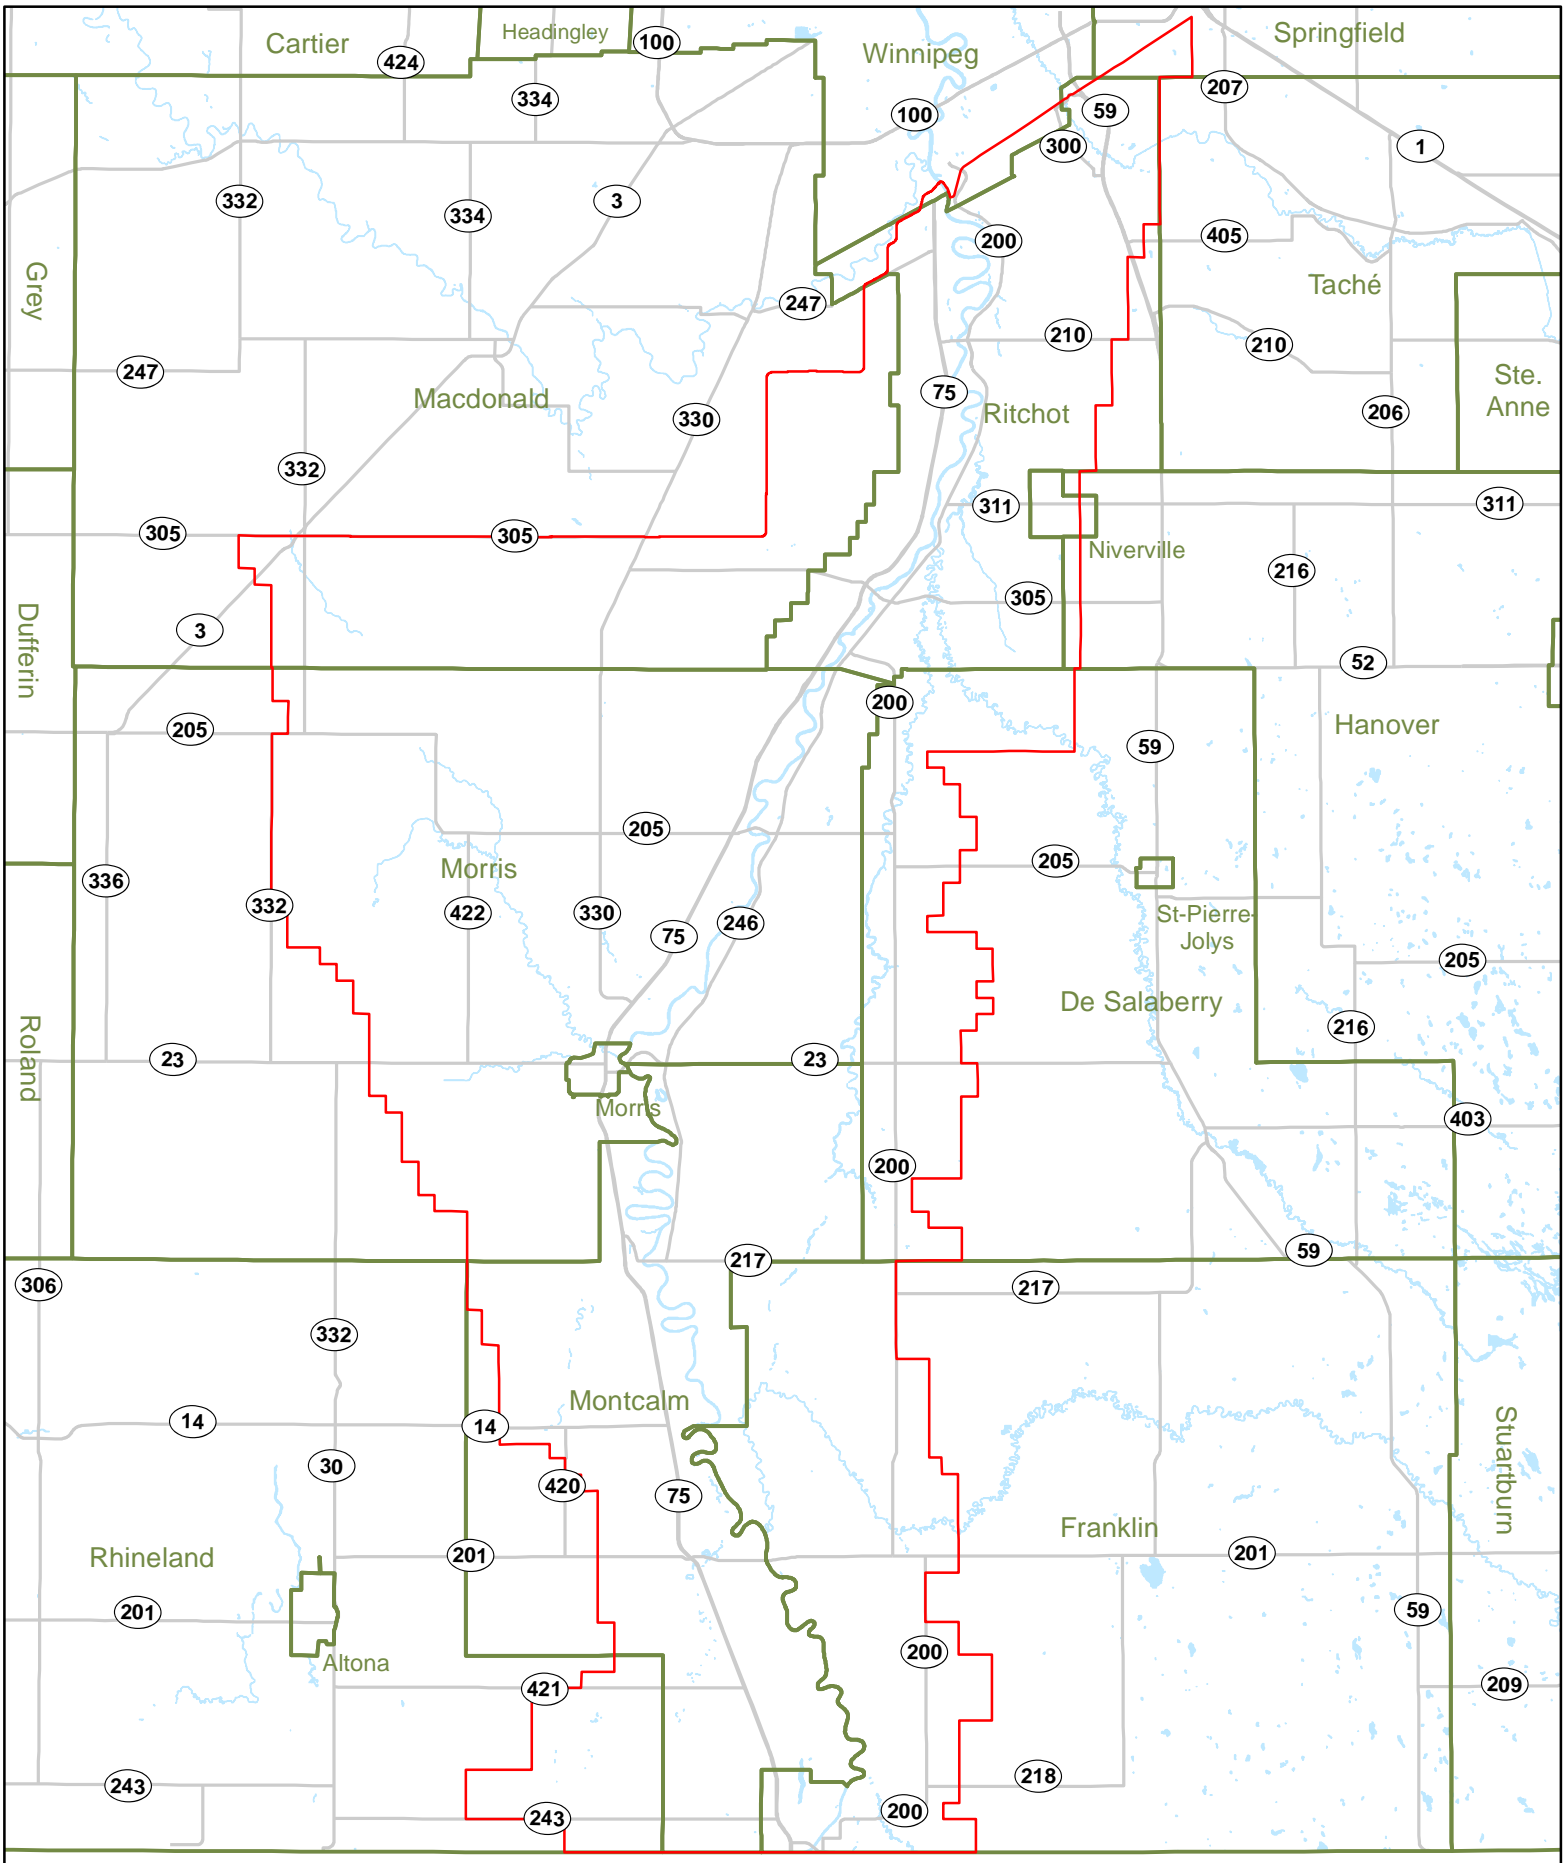 Headingley
Springfield
Cartier
100
Winnipeg
424
334
207
59
100
300
1
332
334
3
200
405
Grey
Taché
247
210
210
247
Ste.
Anne
75
Macdonald
Ritchot
206
330
332
311
311
305
305
Niverville
216
305
Dufferin
3
52
200
Hanover
205
59
205
205
Morris
336
332
422
330
246
St-Pierre-
Jolys
75
205
De Salaberry
216
Roland
23
23
Morris
403
200
59
217
306
217
332
Montcalm
14
14
Stuartburn
30
420
75
Franklin
201
201
Rhineland
201
59
200
Altona
421
209
243
218
200
243